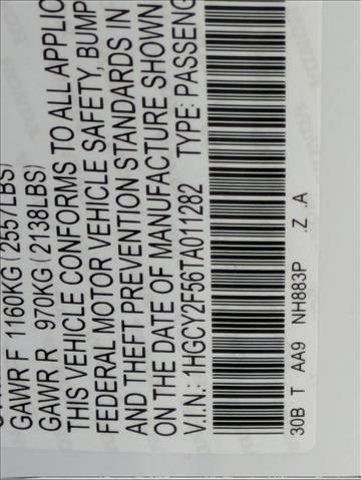 GAWR F 1160KG (2557LBS)
GAWR R 970KG (2138LBS)
THIS VEHICLE CONFORMS TO ALL APPLIC
FEDERAL MOTOR VEHICLE SAFETY, BUMP
AND THEFT PREVENTION STANDARDS IN
ON THE DATE OF MANUFACTURE SHOWN
V.I.N.: 1HGCY2F56TA011282 TYPE: PASSENG
30B T AA9 NH883P .Z .A